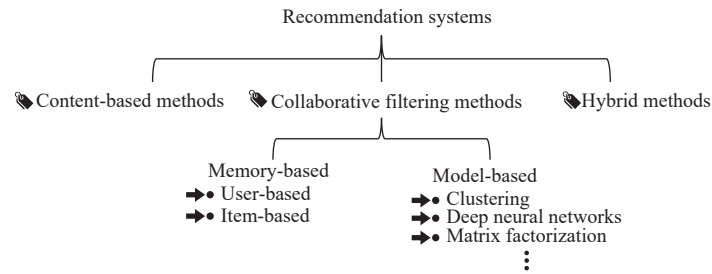 Recommendation systems
Content-based methods
Collaborative filtering methods
Hybrid methods
Memory-based
User-based
Item-based
Model-based
Clustering
Deep neural networks
Matrix factorization